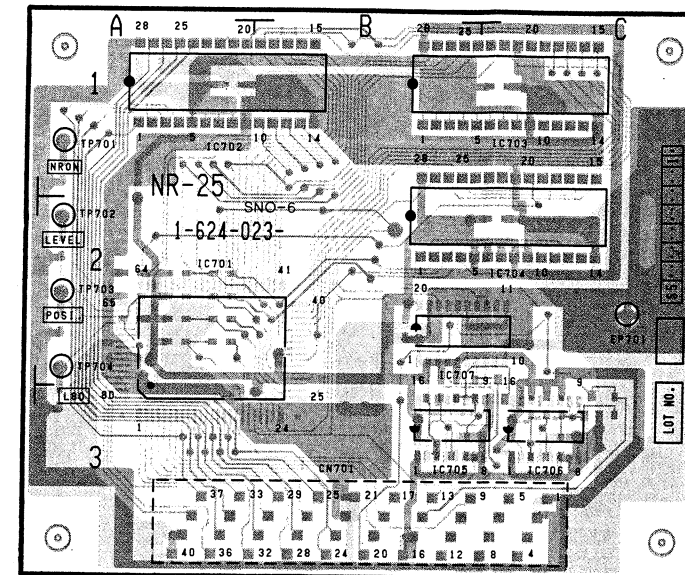 A B C
28 25 20 15 28 25 20 15
1
1 5 10 14 1 5 10 14
TP701 IC702 IC703
NRON
28 25 20 15
NR-25
SNO-6
TP702
LEVEL
1-624-023-
2
IC701 1 5 IC704 10 14
64 41
TP703 65 40 20 11
POSI.
EP701
TP704 1 10
IC707
16 9 16 9
80 25
LOT NO.
1 24
3
CN701 1 IC705 8 IC706 8
37 33 29 25 21 17 13 9 5 1
40 36 32 28 24 20 16 12 8 4